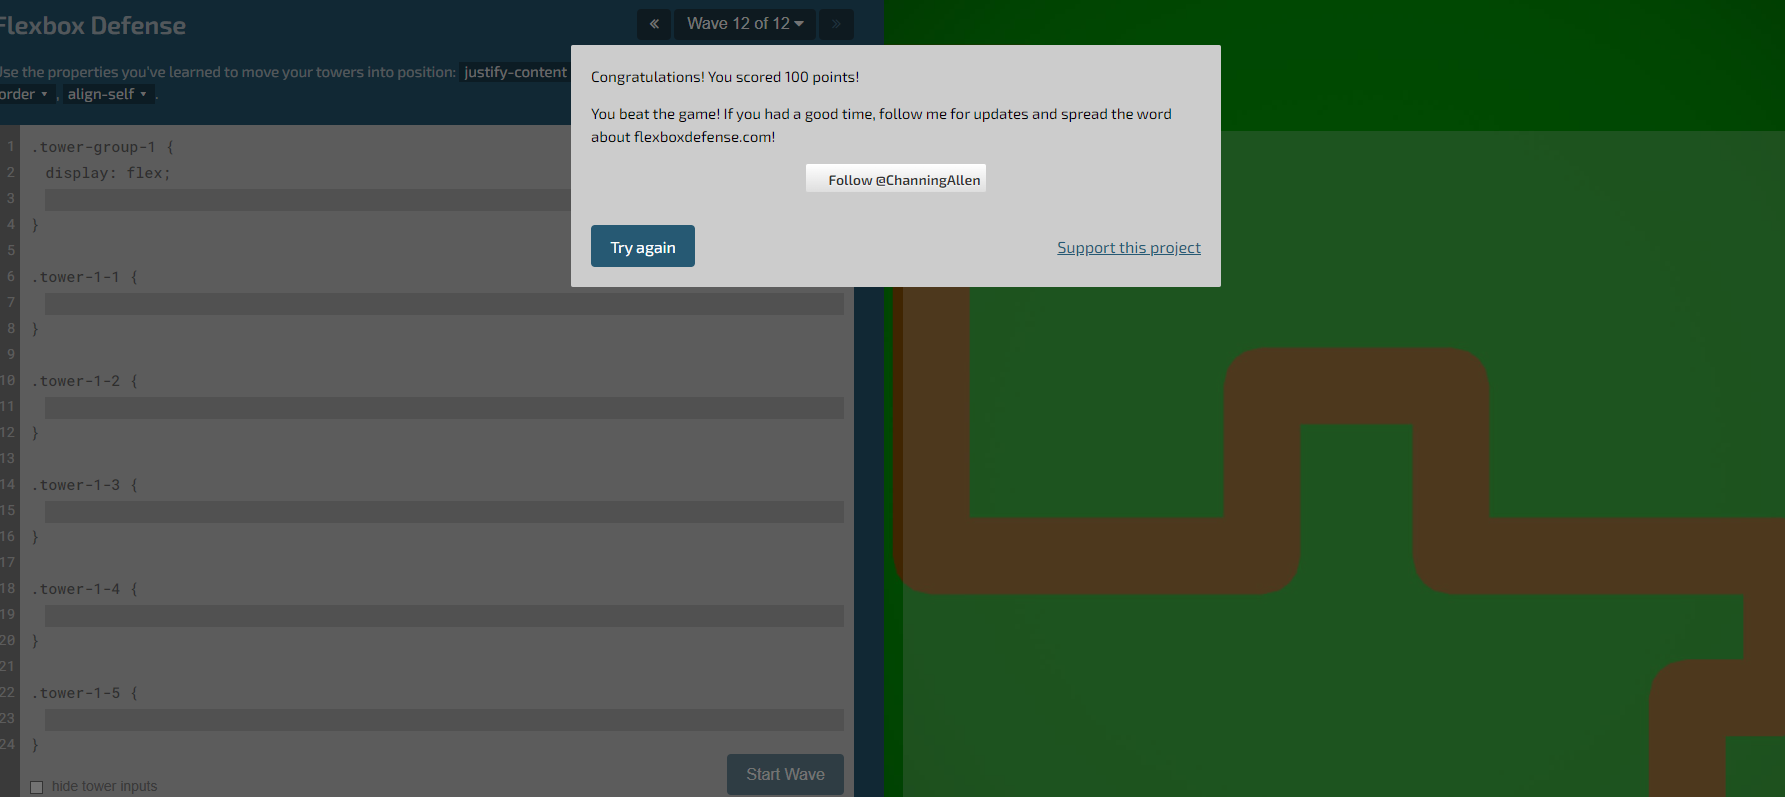 Flexbox Defense
«
Wave 12 of 12
»
Use the properties you've learned to move your towers into position: justify-content
order , align-self .
Congratulations! You scored 100 points!
You beat the game! If you had a good time, follow me for updates and spread the word
about flexboxdefense.com!
Follow @ChanningAllen
Try again
Support this project
1 .tower-group-1 {
2 display: flex;
3
4 }
5
6 .tower-1-1 {
7
8 }
9
10 .tower-1-2 {
11
12 }
13
14 .tower-1-3 {
15
16 }
17
18 .tower-1-4 {
19
20 }
21
22 .tower-1-5 {
23
24 }
Start Wave
hide tower inputs